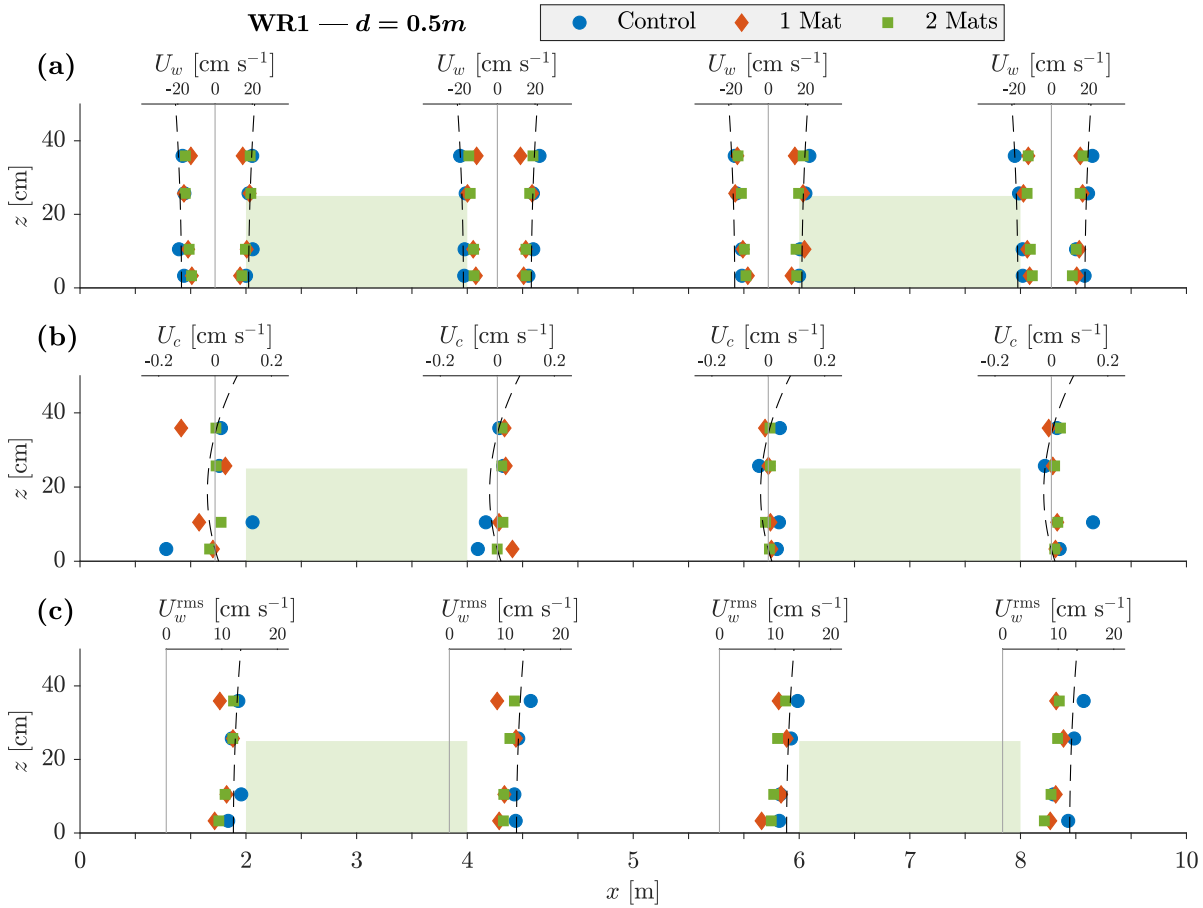 WR1 — d = 0.5m
Control 1 Mat 2 Mats
(a)
U_w [cm s⁻¹] U_w [cm s⁻¹] U_w [cm s⁻¹] U_w [cm s⁻¹]
-20 0 20 -20 0 20 -20 0 20 -20 0 20
40
20
0
z [cm]
(b)
U_c [cm s⁻¹] U_c [cm s⁻¹] U_c [cm s⁻¹] U_c [cm s⁻¹]
-0.2 0 0.2 -0.2 0 0.2 -0.2 0 0.2 -0.2 0 0.2
40
20
0
z [cm]
(c)
U_w^rms [cm s⁻¹] U_w^rms [cm s⁻¹] U_w^rms [cm s⁻¹] U_w^rms [cm s⁻¹]
0 10 20 0 10 20 0 10 20 0 10 20
40
20
0
z [cm]
0 2 3 4 5 6 7 8 10
x [m]